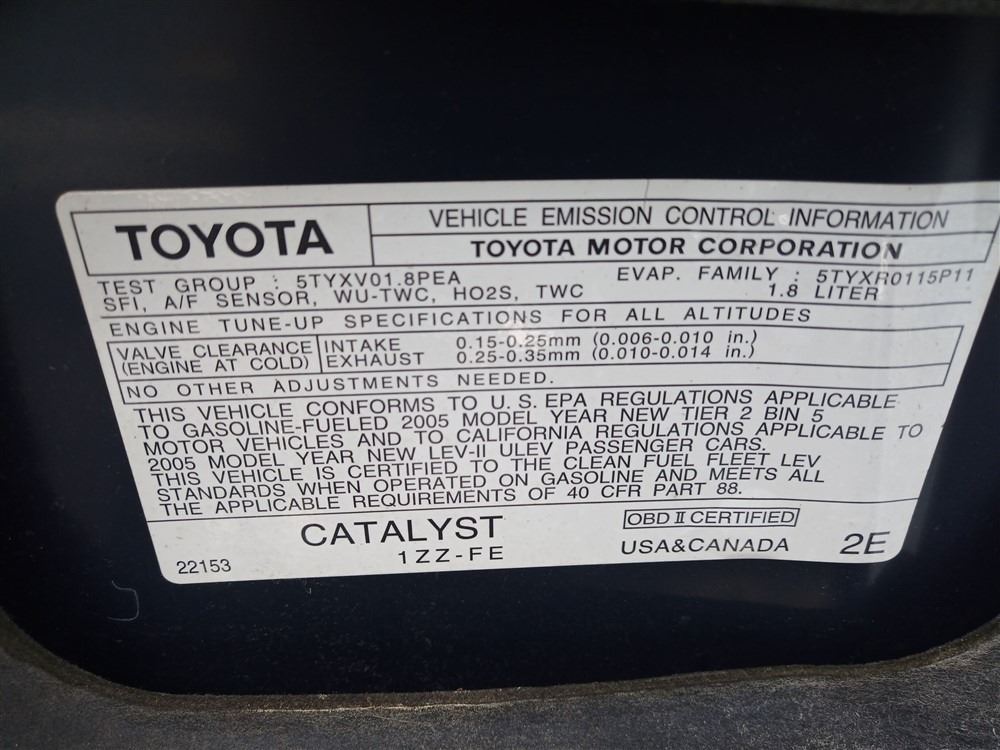 TOYOTA
VEHICLE EMISSION CONTROL INFORMATION
TOYOTA MOTOR CORPORATION
TEST GROUP : 5TYXV01.8PEA EVAP. FAMILY : 5TYXR0115P11
SFI, A/F SENSOR, WU-TWC, HO2S, TWC 1.8 LITER
ENGINE TUNE-UP SPECIFICATIONS FOR ALL ALTITUDES
VALVE CLEARANCE INTAKE 0.15-0.25mm (0.006-0.010 in.)
(ENGINE AT COLD) EXHAUST 0.25-0.35mm (0.010-0.014 in.)
NO OTHER ADJUSTMENTS NEEDED.
THIS VEHICLE CONFORMS TO U.S. EPA REGULATIONS APPLICABLE
TO GASOLINE-FUELED 2005 MODEL YEAR NEW TIER 2 BIN 5
MOTOR VEHICLES AND TO CALIFORNIA REGULATIONS APPLICABLE TO
2005 MODEL YEAR NEW LEV-II ULEV PASSENGER CARS.
THIS VEHICLE IS CERTIFIED TO THE CLEAN FUEL FLEET LEV
STANDARDS WHEN OPERATED ON GASOLINE AND MEETS ALL
THE APPLICABLE REQUIREMENTS OF 40 CFR PART 88.
CATALYST
OBD II CERTIFIED
1ZZ-FE
USA&CANADA
2E
22153